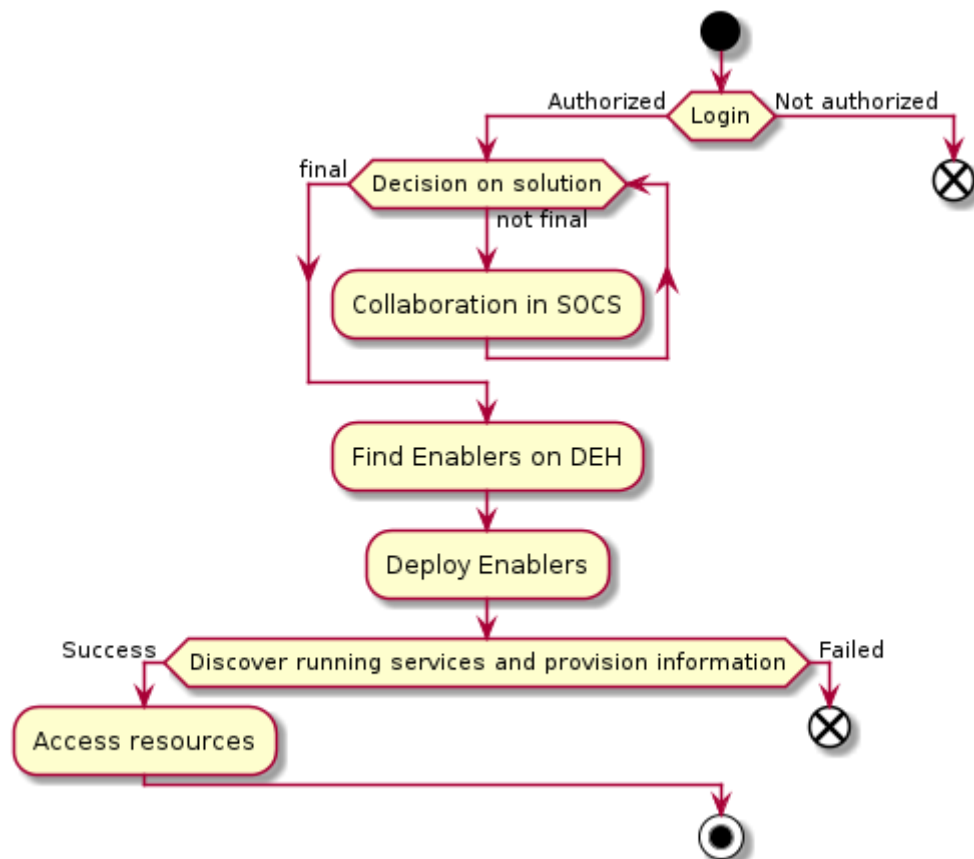 Authorized
Login
Not authorized
final
Decision on solution
not final
Collaboration in SOCS
Find Enablers on DEH
Deploy Enablers
Success
Discover running services and provision information
Failed
Access resources